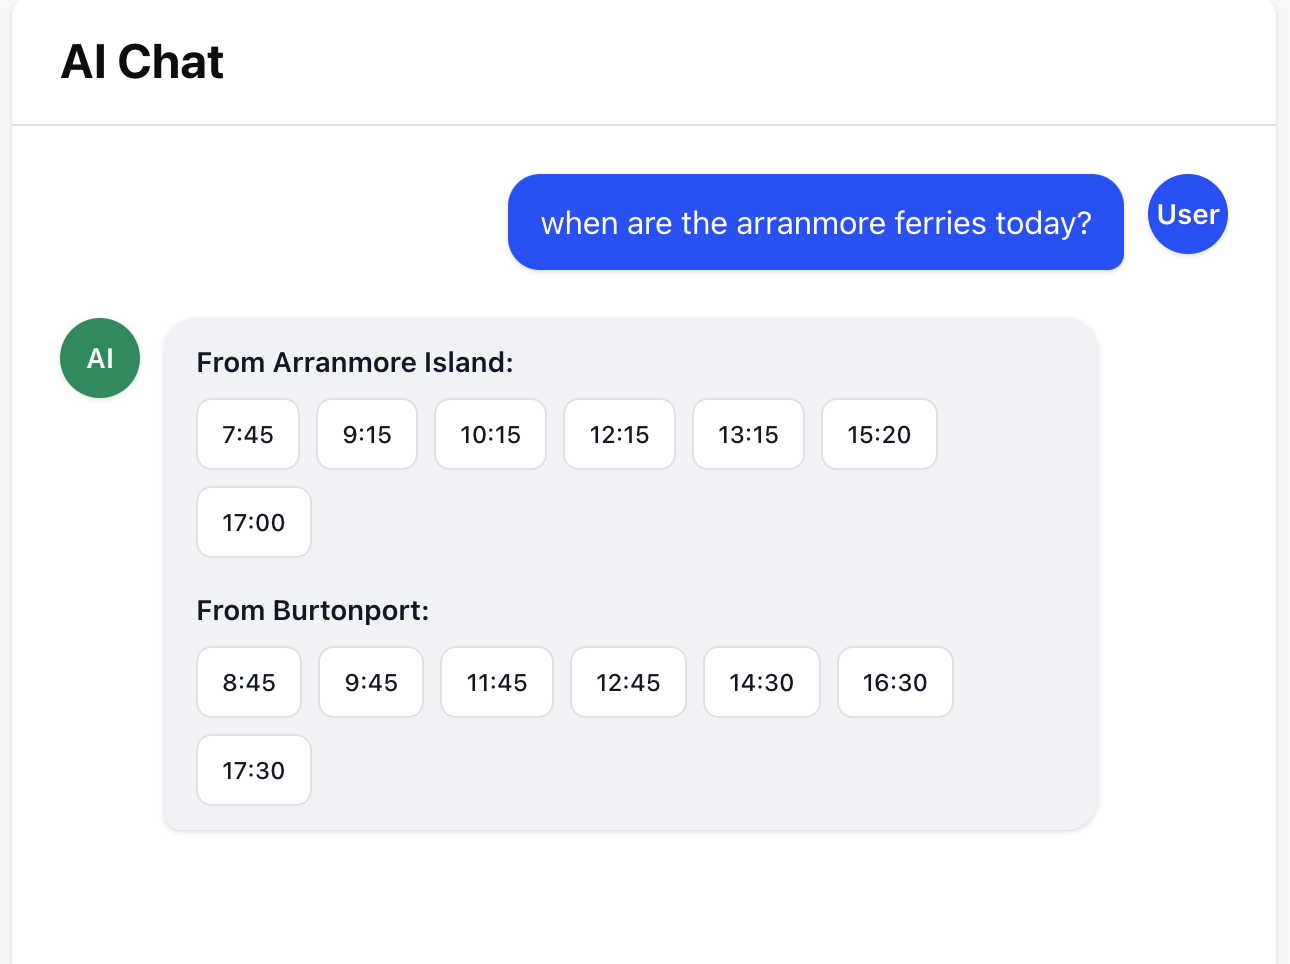 AI Chat
when are the arranmore ferries today?
User
AI
From Arranmore Island:
7:45 9:15 10:15 12:15 13:15 15:20
17:00
From Burtonport:
8:45 9:45 11:45 12:45 14:30 16:30
17:30